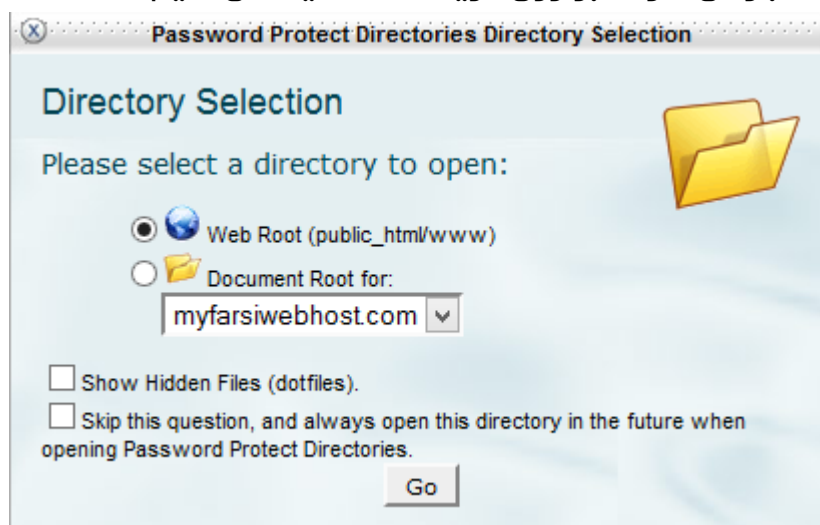 Password Protect Directories Directory Selection
Directory Selection
Please select a directory to open:
Web Root (public_html/www)
Document Root for:
myfarsiwebhost.com
Show Hidden Files (dotfiles).
Skip this question, and always open this directory in the future when
opening Password Protect Directories.
Go